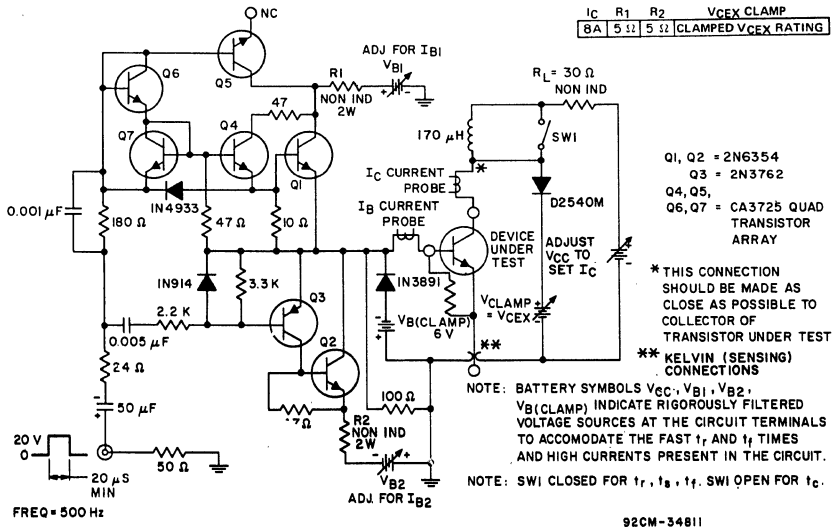 IC R1 R2 VCEX CLAMP
8A 5 Ω 5 Ω CLAMPED VCEX RATING
NC
Q6
Q5
ADJ FOR IB1
VB1
+ -
R1
NON IND
2W
RL = 30 Ω
NON IND
47
Q7
Q4
Q1
170 μH
SW1
IN4933
IC CURRENT
PROBE
*
D2540M
Q1, Q2 = 2N6354
Q3 = 2N3762
Q4,Q5,
Q6,Q7 = CA3725 QUAD
TRANSISTOR
ARRAY
0.001 μF
180 Ω
47 Ω
10 Ω
IB CURRENT
PROBE
DEVICE
UNDER
TEST
ADJUST
VCC TO
SET IC
IN914
3.3 K
Q3
IN3891
VCLAMP
= VCEX
* THIS CONNECTION
SHOULD BE MADE AS
CLOSE AS POSSIBLE TO
COLLECTOR OF
TRANSISTOR UNDER TEST
2.2 K
0.005 μF
Q2
VB(CLAMP)
6 V
**
** KELVIN (SENSING)
CONNECTIONS
24 Ω
50 μF
R2
NON IND
2W
100 Ω
NOTE: BATTERY SYMBOLS VCC, VB1, VB2,
VB(CLAMP) INDICATE RIGOROUSLY FILTERED
VOLTAGE SOURCES AT THE CIRCUIT TERMINALS
TO ACCOMODATE THE FAST tr AND tf TIMES
AND HIGH CURRENTS PRESENT IN THE CIRCUIT.
20 V
0
20 μS
MIN
50 Ω
- +
VB2
ADJ. FOR IB2
NOTE: SW1 CLOSED FOR tr, ts, tf. SW1 OPEN FOR tc.
FREQ = 500 Hz
92CM-34811